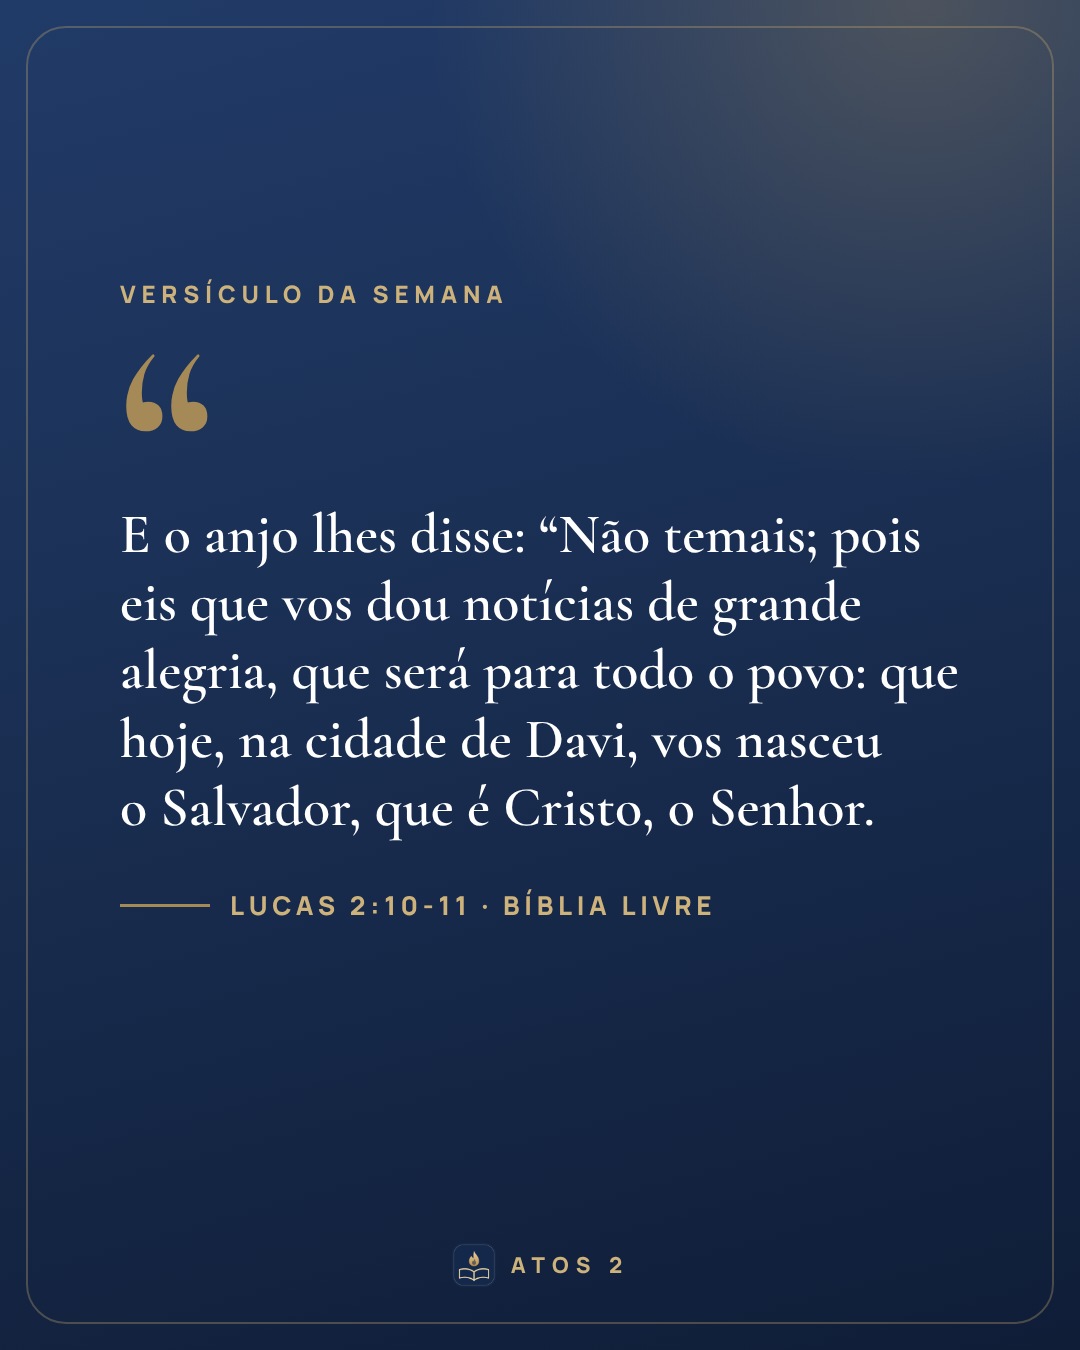 VERSÍCULO DA SEMANA
“
E o anjo lhes disse: “Não temais; pois
eis que vos dou notícias de grande
alegria, que será para todo o povo: que
hoje, na cidade de Davi, vos nasceu
o Salvador, que é Cristo, o Senhor.
LUCAS 2:10-11 · BÍBLIA LIVRE
ATOS 2